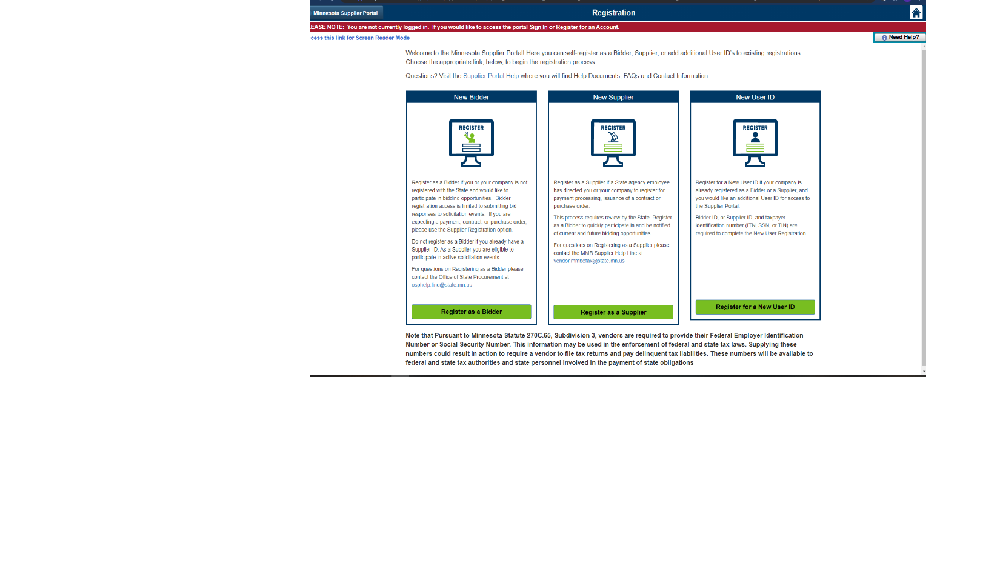 Minnesota Supplier Portal
Registration
EASE NOTE: You are not currently logged in. If you would like to access the portal Sign In or Register for an Account.
cess this link for Screen Reader Mode
Need Help?
Welcome to the Minnesota Supplier Portal! Here you can self-register as a Bidder, Supplier, or add additional User ID's to existing registrations.
Choose the appropriate link, below, to begin the registration process.
Questions? Visit the Supplier Portal Help where you will find Help Documents, FAQs and Contact Information.
New Bidder
REGISTER
Register as a Bidder if you or your company is not
registered with the State and would like to
participate in bidding opportunities. Bidder
registration access is limited to submitting bid
responses to solicitation events. If you are
expecting a payment, contract, or purchase order,
please use the Supplier Registration option.
Do not register as a Bidder if you already have a
Supplier ID. As a Supplier you are eligible to
participate in active solicitation events.
For questions on Registering as a Bidder please
contact the Office of State Procurement at
osphelp.line@state.mn.us
Register as a Bidder
New Supplier
REGISTER
Register as a Supplier if a State agency employee
has directed you or your company to register for
payment processing, issuance of a contract or
purchase order.
This process requires review by the State. Register
as a Bidder to quickly participate in and be notified
of current and future bidding opportunities.
For questions on Registering as a Supplier please
contact the MMB Supplier Help Line at
vendor.mmbefax@state.mn.us
Register as a Supplier
New User ID
REGISTER
Register for a New User ID if your company is
already registered as a Bidder or a Supplier, and
you would like an additional User ID for access to
the Supplier Portal.
Bidder ID, or Supplier ID, and taxpayer
identification number (ITN, SSN, or TIN) are
required to complete the New User Registration.
Register for a New User ID
Note that Pursuant to Minnesota Statute 270C.65, Subdivision 3, vendors are required to provide their Federal Employer Identification
Number or Social Security Number. This information may be used in the enforcement of federal and state tax laws. Supplying these
numbers could result in action to require a vendor to file tax returns and pay delinquent tax liabilities. These numbers will be available to
federal and state tax authorities and state personnel involved in the payment of state obligations